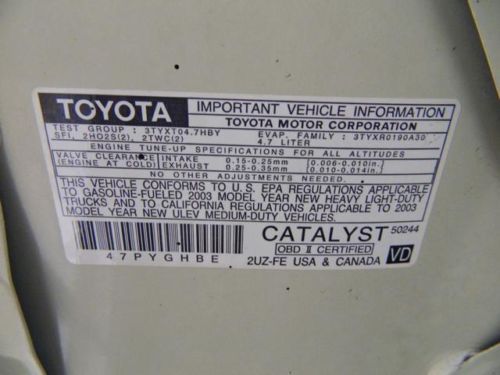 TOYOTA
IMPORTANT VEHICLE INFORMATION
TOYOTA MOTOR CORPORATION
TEST GROUP : 3TYXT04.7HBY EVAP. FAMILY : 3TYXR0190A30
SFI, 2HO2S(2), 2TWC(2) 4.7 LITER
ENGINE TUNE-UP SPECIFICATIONS FOR ALL ALTITUDES
VALVE CLEARANCE INTAKE 0.15-0.25mm (0.006-0.010in.)
(ENGINE AT COLD) EXHAUST 0.25-0.35mm (0.010-0.014in.)
NO OTHER ADJUSTMENTS NEEDED
THIS VEHICLE CONFORMS TO U.S. EPA REGULATIONS APPLICABLE
TO GASOLINE-FUELED 2003 MODEL YEAR NEW HEAVY LIGHT-DUTY
TRUCKS AND TO CALIFORNIA REGULATIONS APPLICABLE TO 2003
MODEL YEAR NEW ULEV MEDIUM-DUTY VEHICLES.
CATALYST 50244
OBD II CERTIFIED
47PYGHBE
2UZ-FE USA & CANADA VD